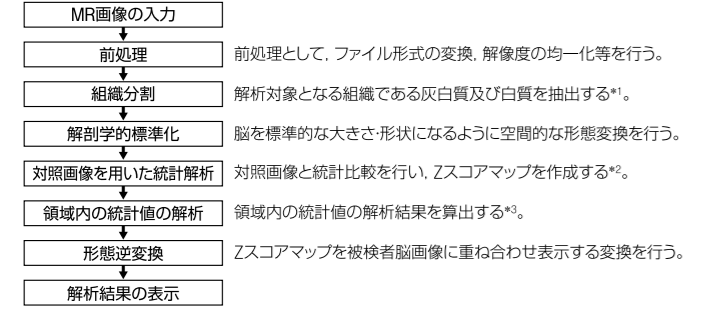 MR画像の入力
前処理 前処理として, ファイル形式の変換, 解像度の均一化等を行う。
組織分割 解析対象となる組織である灰白質及び白質を抽出する*1。
解剖学的標準化 脳を標準的な大きさ・形状になるように空間的な形態変換を行う。
対照画像を用いた統計解析 対照画像と統計比較を行い, Zスコアマップを作成する*2。
領域内の統計値の解析 領域内の統計値の解析結果を算出する*3。
形態逆変換 Zスコアマップを被検者脳画像に重ね合わせ表示する変換を行う。
解析結果の表示